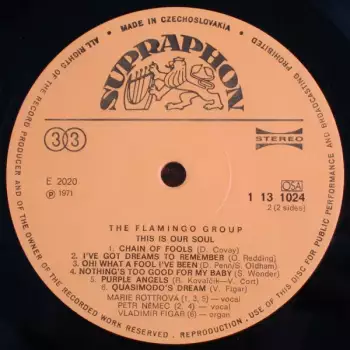 MADE IN CZECHOSLOVAKIA
ALL RIGHTS OF THE RECORD PRODUCER AND OF THE OWNER OF THE RECORDED WORK RESERVED. REPRODUCTION. USE OF THIS DISC FOR PUBLIC PERFORMANCE AND BROADCASTING PROHIBITED
SUPRAPHON
33
STEREO
E 2020
℗ 1971
OSA
1 13 1024
2 (2 sides)
THE FLAMINGO GROUP
THIS IS OUR SOUL
1. CHAIN OF FOOLS (D. Covay)
2. I'VE GOT DREAMS TO REMEMBER (O. Redding)
3. OH! WHAT A FOOL I'VE BEEN (D. Penn/S. Oldham)
4. NOTHING'S TOO GOOD FOR MY BABY (S. Wonder)
5. PURPLE ANGELS (R. Kovalčík - V. Čort)
6. QUASIMODO'S DREAM (V. Figar)
MARIE ROTTROVÁ (1, 3, 5) — vocal
PETR NĚMEC (2, 4) — vocal
VLADIMÍR FIGAR (6) — organ